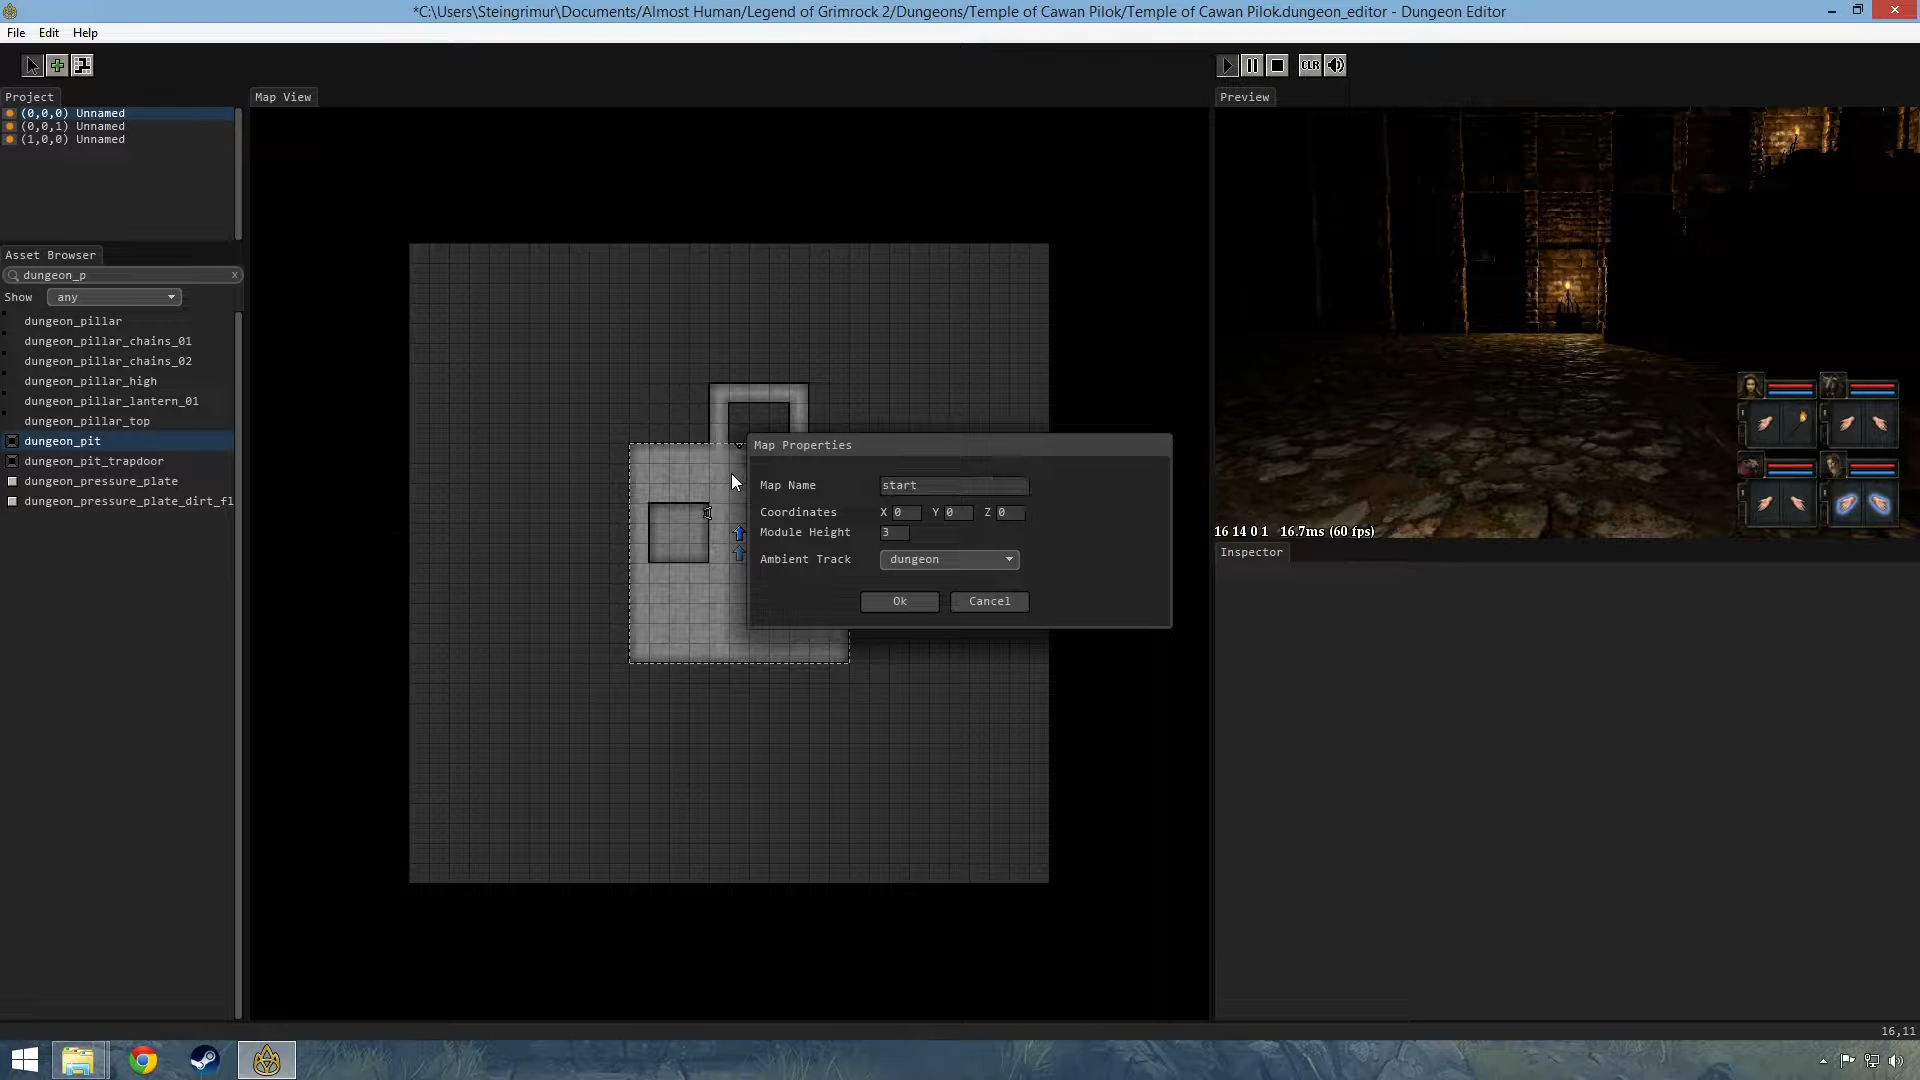 *C:\Users\Steingrimur\Documents/Almost Human/Legend of Grimrock 2/Dungeons/Temple of Cawan Pilok/Temple of Cawan Pilok.dungeon_editor - Dungeon Editor
File Edit Help
CLR
Project
Map View
Preview
(0,0,0) Unnamed
(0,0,1) Unnamed
(1,0,0) Unnamed
Asset Browser
dungeon_p x
Show any
dungeon_pillar
dungeon_pillar_chains_01
dungeon_pillar_chains_02
dungeon_pillar_high
dungeon_pillar_lantern_01
dungeon_pillar_top
dungeon_pit
dungeon_pit_trapdoor
dungeon_pressure_plate
dungeon_pressure_plate_dirt_fl
Map Properties
Map Name start
Coordinates X 0 Y 0 Z 0
Module Height 3
Ambient Track dungeon
Ok Cancel
16 14 0 1 16.7ms (60 fps)
Inspector
16,11